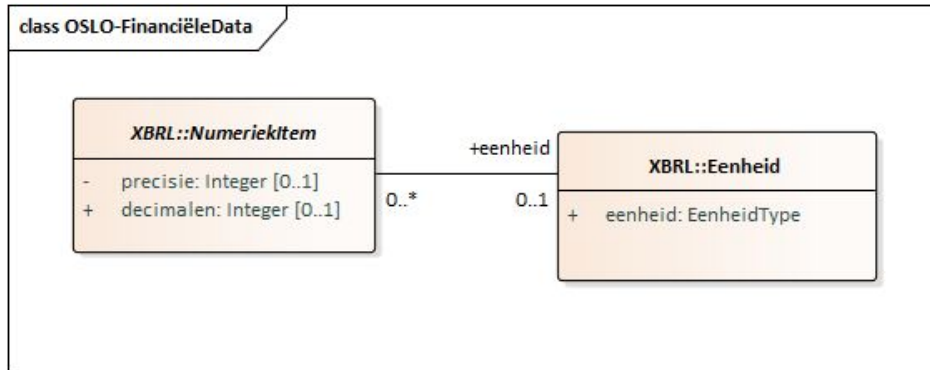 class OSLO-FinanciëleData
XBRL::NumeriekItem
- precisie: Integer [0..1]
+ decimalen: Integer [0..1]
+eenheid
0..*
0..1
XBRL::Eenheid
+ eenheid: EenheidType